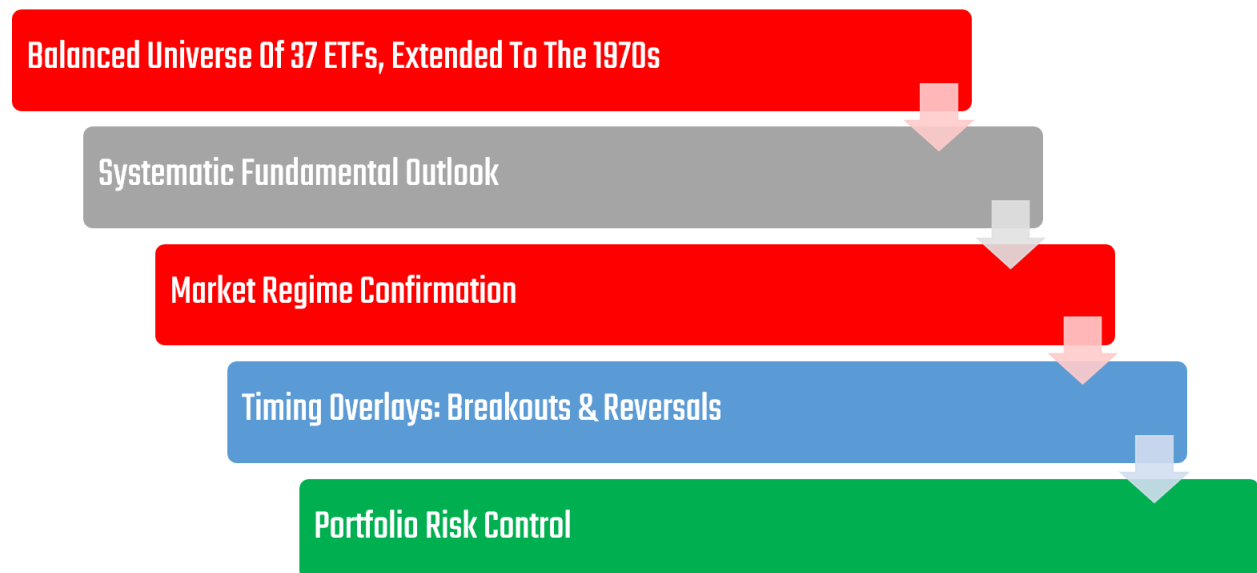 Balanced Universe Of 37 ETFs, Extended To The 1970s
Systematic Fundamental Outlook
Market Regime Confirmation
Timing Overlays: Breakouts & Reversals
Portfolio Risk Control